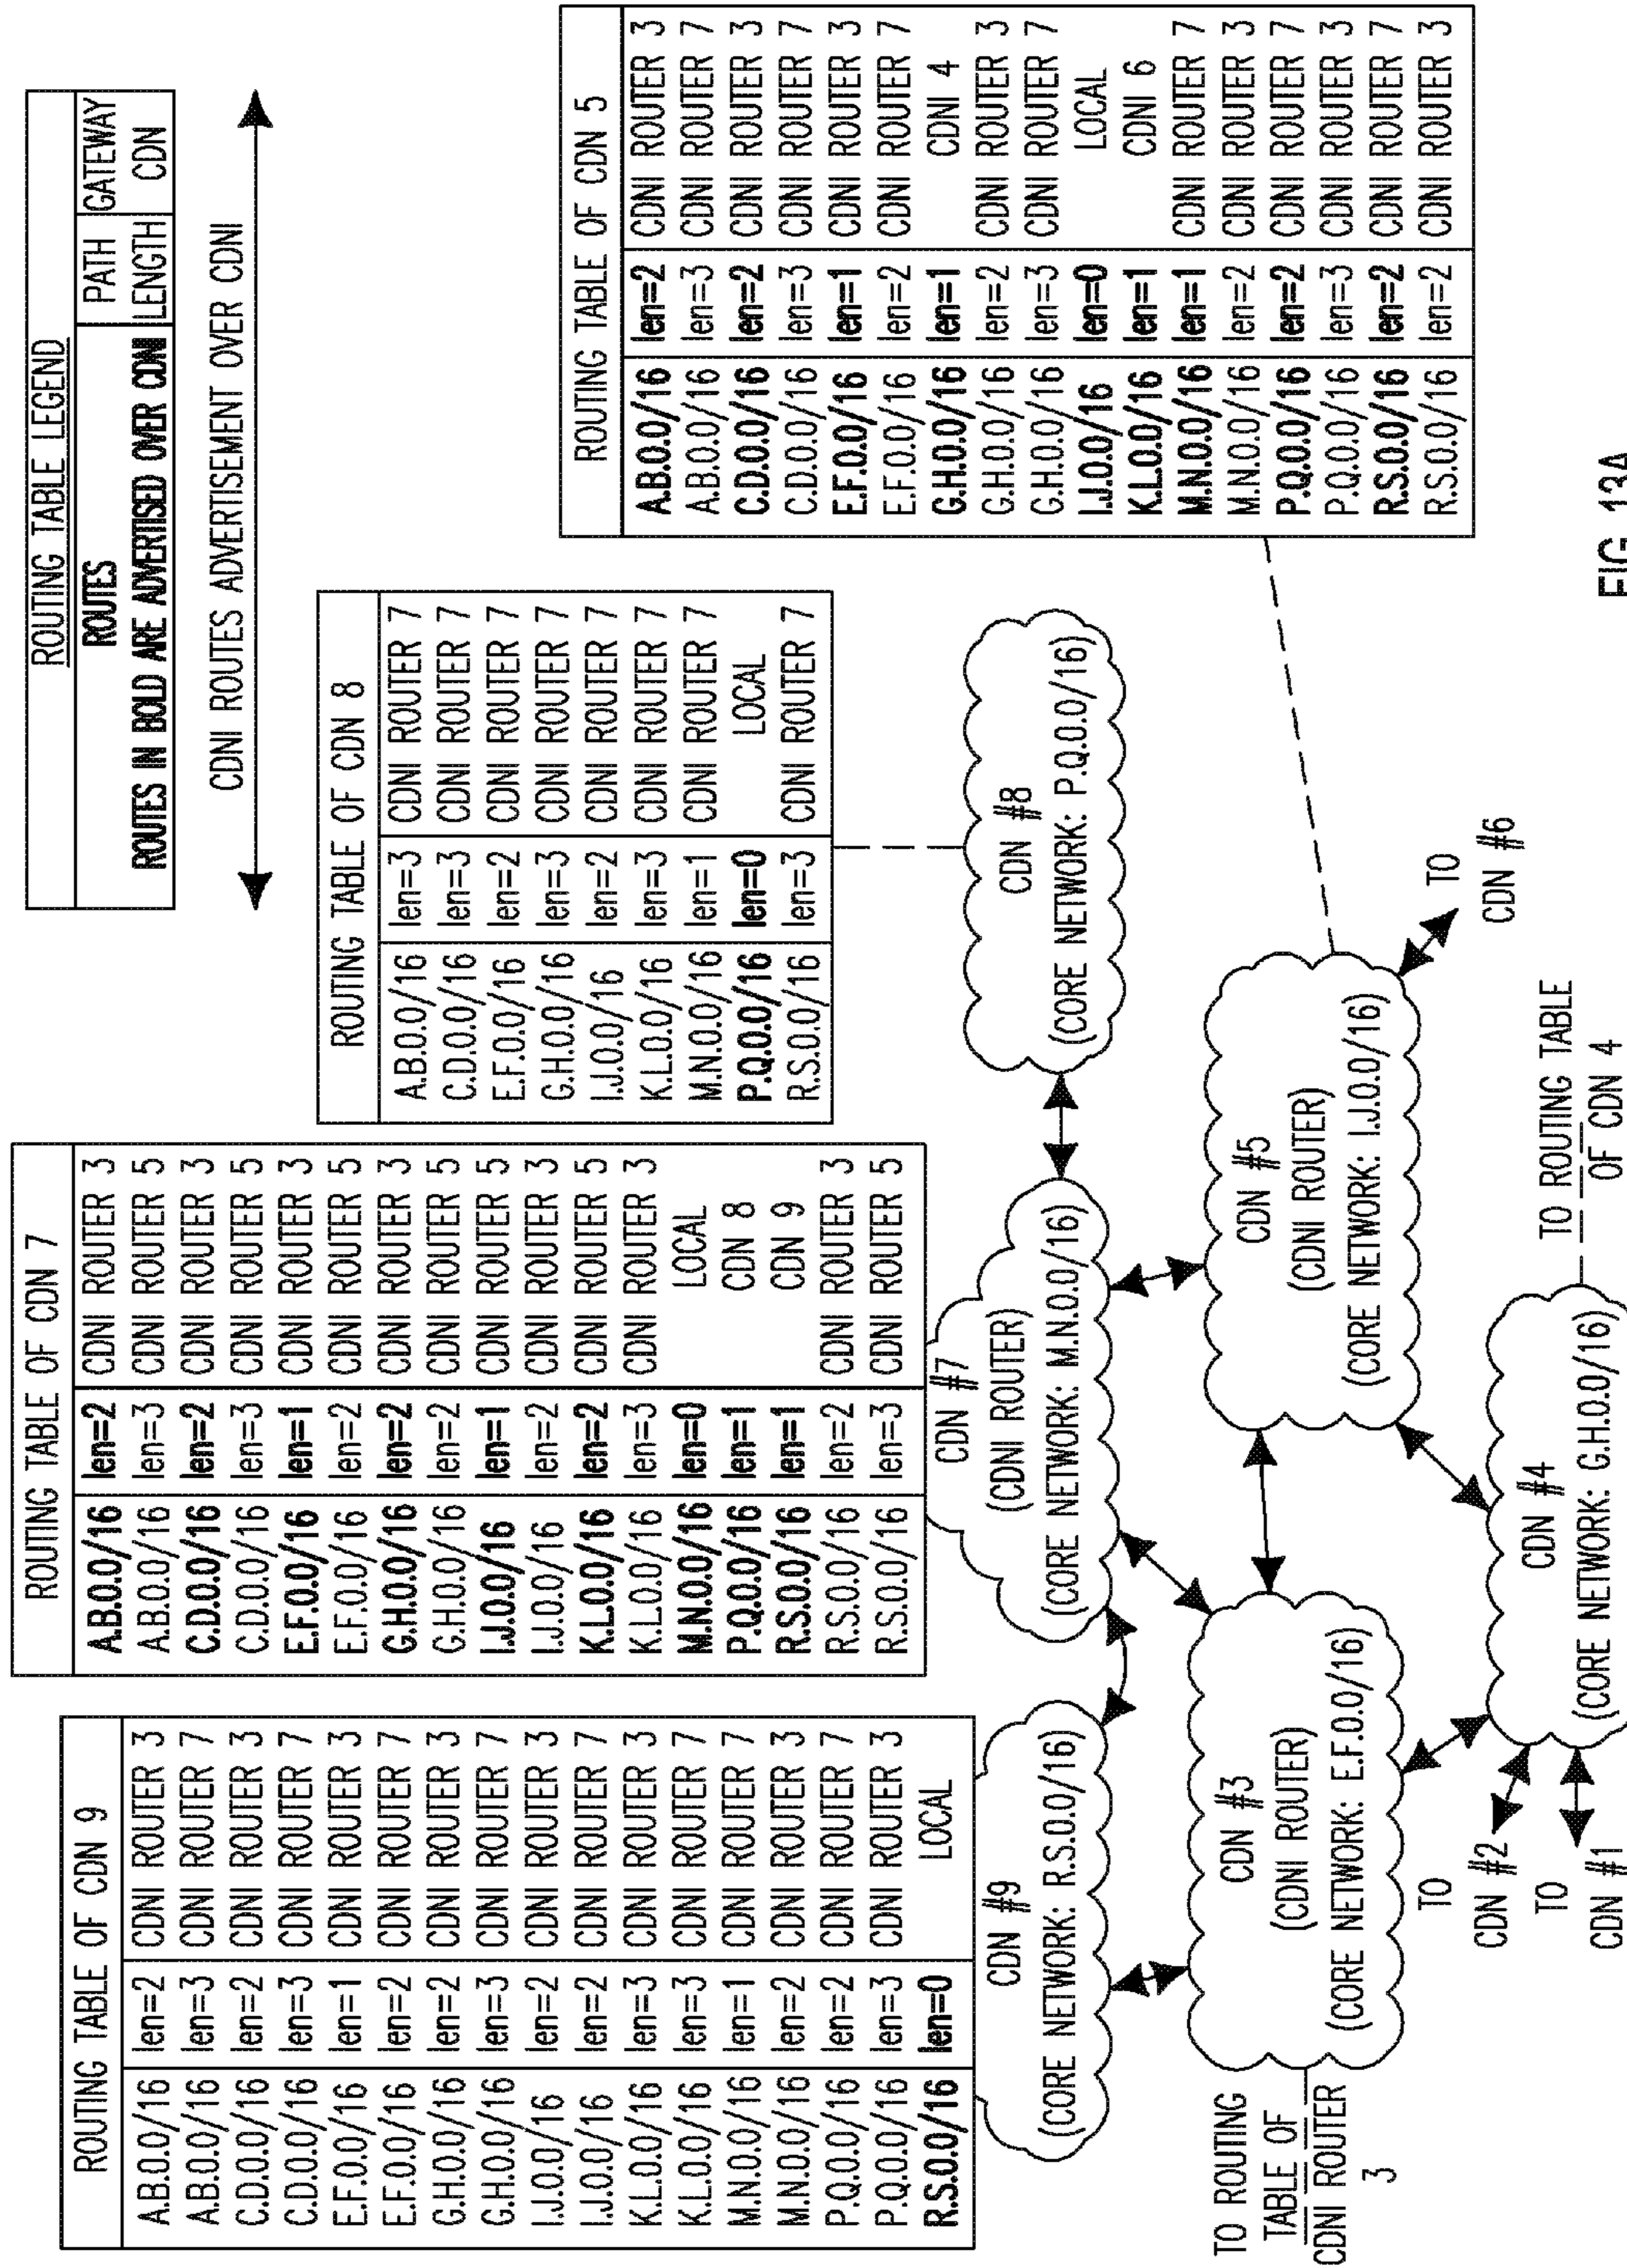 ROUTING TABLE LEGEND
ROUTES PATH GATEWAY
ROUTES IN BOLD ARE ADVERTISED OVER CDNI LENGTH CDN
CDNI ROUTES ADVERTISEMENT OVER CDNI
ROUTING TABLE OF CDN 9
A.B.0.0/16 len=2 CDNI ROUTER 3
A.B.0.0/16 len=3 CDNI ROUTER 7
C.D.0.0/16 len=2 CDNI ROUTER 3
C.D.0.0/16 len=3 CDNI ROUTER 7
E.F.0.0/16 len=1 CDNI ROUTER 3
E.F.0.0/16 len=2 CDNI ROUTER 7
G.H.0.0/16 len=2 CDNI ROUTER 3
G.H.0.0/16 len=3 CDNI ROUTER 7
I.J.0.0/16 len=2 CDNI ROUTER 3
I.J.0.0/16 len=2 CDNI ROUTER 7
K.L.0.0/16 len=3 CDNI ROUTER 3
K.L.0.0/16 len=3 CDNI ROUTER 7
M.N.0.0/16 len=1 CDNI ROUTER 7
M.N.0.0/16 len=2 CDNI ROUTER 3
P.Q.0.0/16 len=2 CDNI ROUTER 7
P.Q.0.0/16 len=3 CDNI ROUTER 3
R.S.0.0/16 len=0 LOCAL
ROUTING TABLE OF CDN 7
A.B.0.0/16 len=2 CDNI ROUTER 3
A.B.0.0/16 len=3 CDNI ROUTER 5
C.D.0.0/16 len=2 CDNI ROUTER 3
C.D.0.0/16 len=3 CDNI ROUTER 5
E.F.0.0/16 len=1 CDNI ROUTER 3
E.F.0.0/16 len=2 CDNI ROUTER 5
G.H.0.0/16 len=2 CDNI ROUTER 3
G.H.0.0/16 len=2 CDNI ROUTER 5
I.J.0.0/16 len=1 CDNI ROUTER 5
I.J.0.0/16 len=2 CDNI ROUTER 3
K.L.0.0/16 len=2 CDNI ROUTER 5
K.L.0.0/16 len=3 CDNI ROUTER 3
M.N.0.0/16 len=0 LOCAL
P.Q.0.0/16 len=1 CDN 8
R.S.0.0/16 len=1 CDN 9
R.S.0.0/16 len=2 CDNI ROUTER 3
R.S.0.0/16 len=3 CDNI ROUTER 5
ROUTING TABLE OF CDN 8
A.B.0.0/16 len=3 CDNI ROUTER 7
C.D.0.0/16 len=3 CDNI ROUTER 7
E.F.0.0/16 len=2 CDNI ROUTER 7
G.H.0.0/16 len=3 CDNI ROUTER 7
I.J.0.0/16 len=2 CDNI ROUTER 7
K.L.0.0/16 len=3 CDNI ROUTER 7
M.N.0.0/16 len=1 CDNI ROUTER 7
P.Q.0.0/16 len=0 LOCAL
R.S.0.0/16 len=3 CDNI ROUTER 7
ROUTING TABLE OF CDN 5
A.B.0.0/16 len=2 CDNI ROUTER 3
A.B.0.0/16 len=3 CDNI ROUTER 7
C.D.0.0/16 len=2 CDNI ROUTER 3
C.D.0.0/16 len=3 CDNI ROUTER 7
E.F.0.0/16 len=1 CDNI ROUTER 3
E.F.0.0/16 len=2 CDNI ROUTER 7
G.H.0.0/16 len=1 CDNI 4
G.H.0.0/16 len=2 CDNI ROUTER 3
G.H.0.0/16 len=3 CDNI ROUTER 7
I.J.0.0/16 len=0 LOCAL
K.L.0.0/16 len=1 CDNI 6
M.N.0.0/16 len=1 CDNI ROUTER 7
M.N.0.0/16 len=2 CDNI ROUTER 3
P.Q.0.0/16 len=2 CDNI ROUTER 7
P.Q.0.0/16 len=3 CDNI ROUTER 3
R.S.0.0/16 len=2 CDNI ROUTER 7
R.S.0.0/16 len=2 CDNI ROUTER 3
CDN #9
(CORE NETWORK: R.S.0.0/16)
CDN #7
(CDNI ROUTER)
(CORE NETWORK: M.N.0.0/16)
CDN #8
(CORE NETWORK: P.Q.0.0/16)
CDN #3
(CDNI ROUTER)
(CORE NETWORK: E.F.0.0/16)
CDN #5
(CDNI ROUTER)
(CORE NETWORK: I.J.0.0/16)
TO ROUTING
TABLE OF
CDNI ROUTER
3
TO
CDN #2
TO
CDN #1
CDN #4
(CORE NETWORK: G.H.0.0/16)
TO ROUTING TABLE
OF CDN 4
TO
CDN #6
FIG. 13A